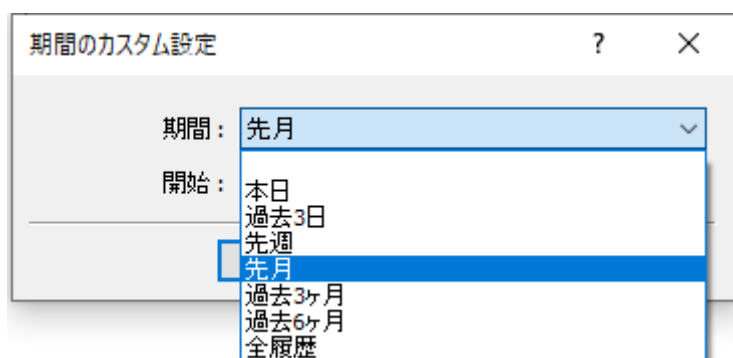 期間のカスタム設定
期間： 先月
開始：
本日
過去3日
先週
先月
過去3ヶ月
過去6ヶ月
全履歴